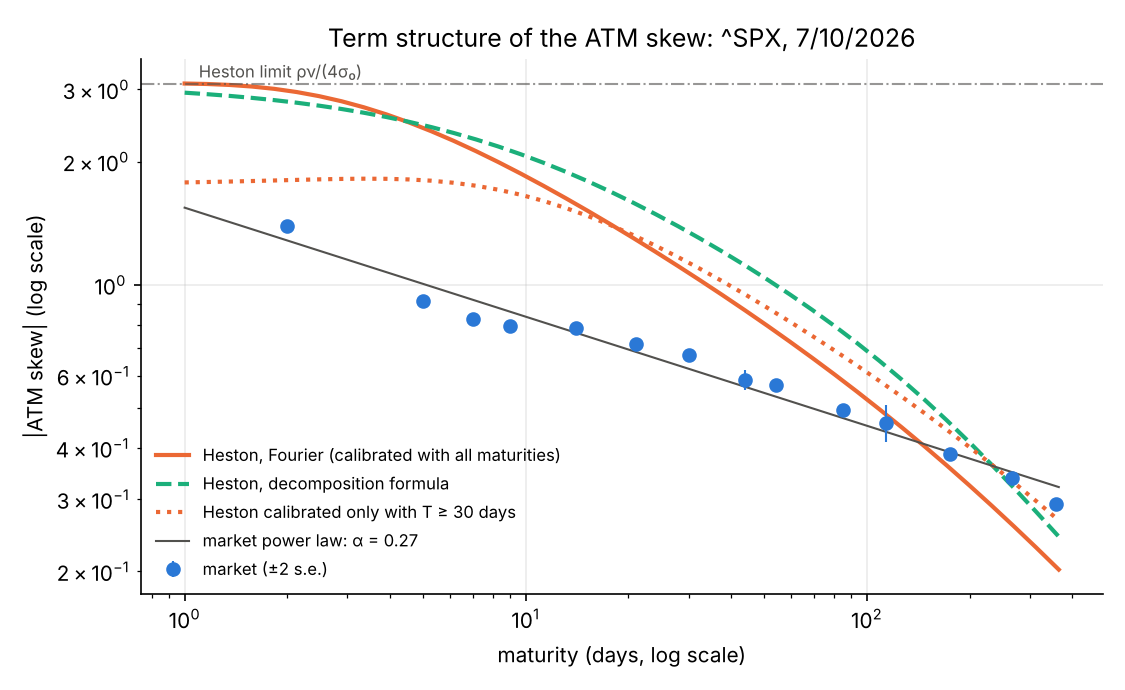 Term structure of the ATM skew: ^SPX, 7/10/2026
Heston limit ρν/(4σ₀)
3 × 10⁰
2 × 10⁰
10⁰
6 × 10⁻¹
4 × 10⁻¹
3 × 10⁻¹
2 × 10⁻¹
|ATM skew| (log scale)
Heston, Fourier (calibrated with all maturities)
Heston, decomposition formula
Heston calibrated only with T ≥ 30 days
market power law: α = 0.27
market (±2 s.e.)
10⁰
10¹
10²
maturity (days, log scale)